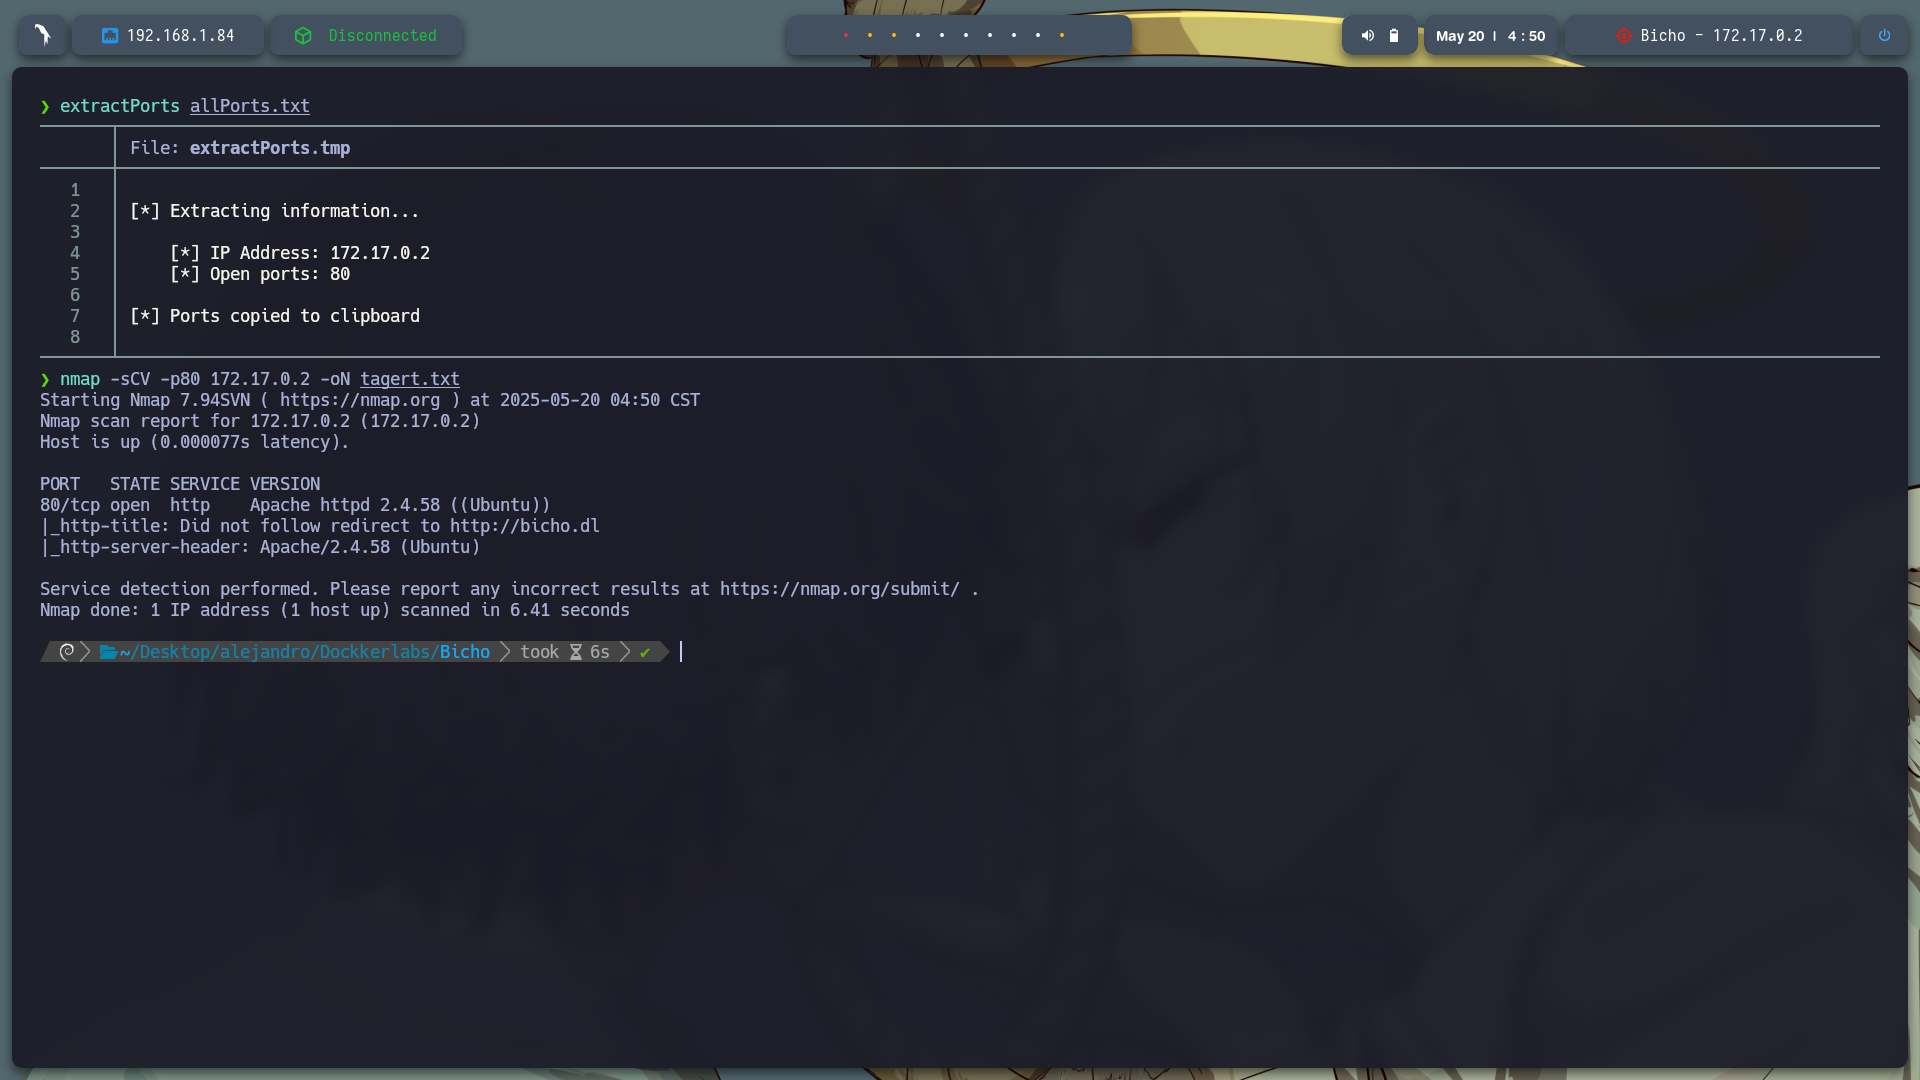 192.168.1.84 Disconnected May 20 | 4 : 50 Bicho - 172.17.0.2
❯ extractPorts allPorts.txt
File: extractPorts.tmp
1
2 [*] Extracting information...
3
4 [*] IP Address: 172.17.0.2
5 [*] Open ports: 80
6
7 [*] Ports copied to clipboard
8
❯ nmap -sCV -p80 172.17.0.2 -oN tagert.txt
Starting Nmap 7.94SVN ( https://nmap.org ) at 2025-05-20 04:50 CST
Nmap scan report for 172.17.0.2 (172.17.0.2)
Host is up (0.000077s latency).
PORT   STATE SERVICE VERSION
80/tcp open  http    Apache httpd 2.4.58 ((Ubuntu))
|_http-title: Did not follow redirect to http://bicho.dl
|_http-server-header: Apache/2.4.58 (Ubuntu)
Service detection performed. Please report any incorrect results at https://nmap.org/submit/ .
Nmap done: 1 IP address (1 host up) scanned in 6.41 seconds
~/Desktop/alejandro/Dockkerlabs/Bicho took 6s ✔